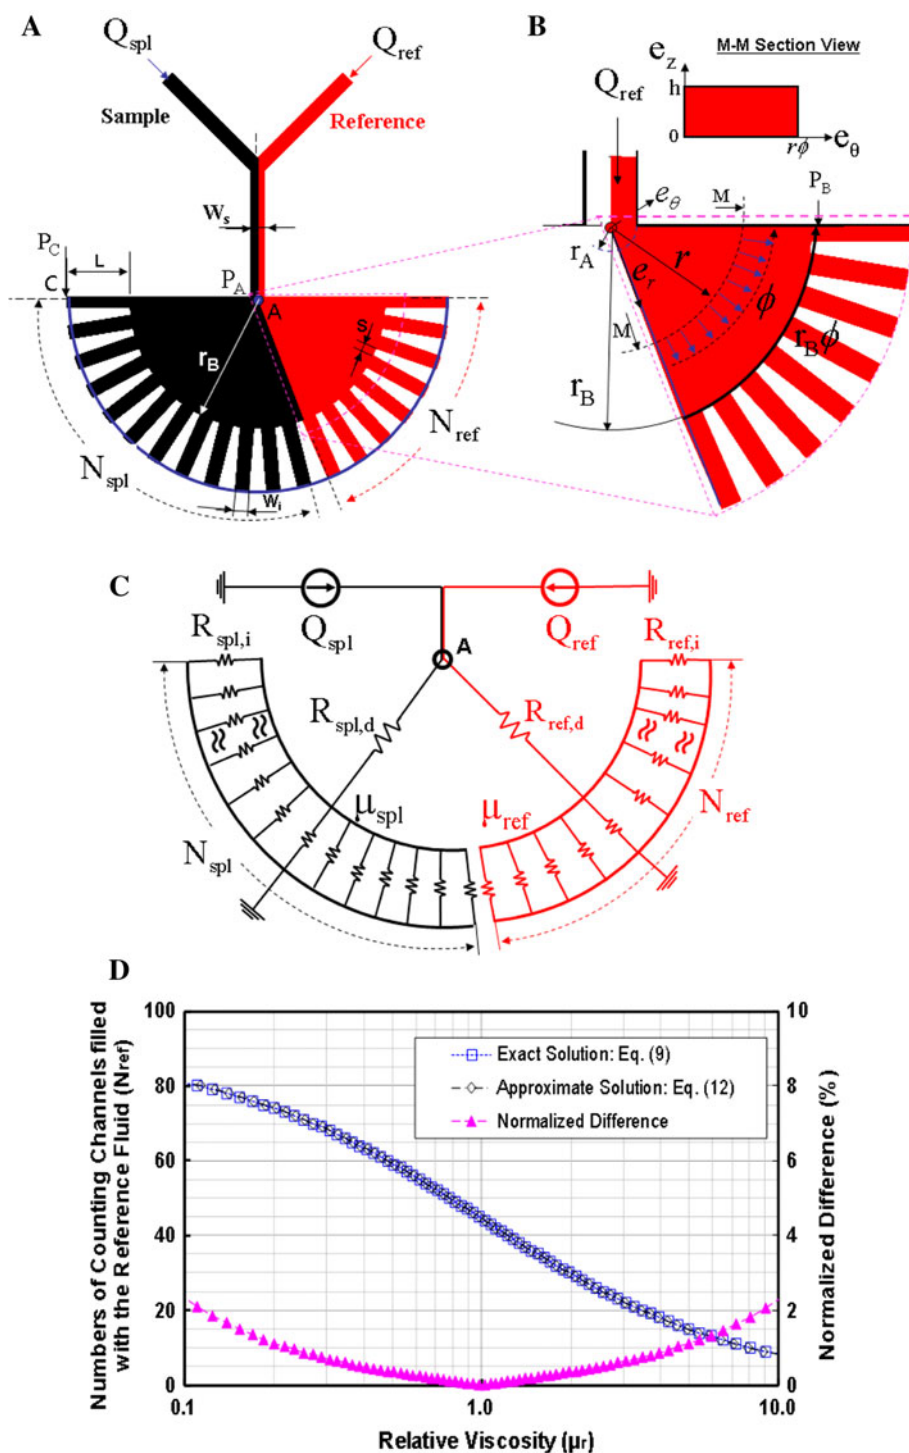 A
Q_spl
Q_ref
Sample
Reference
W_s
P_C
L
C
P_A
A
S
r_B
N_ref
N_spl
W_i
B
M-M Section View
e_z
h
0
rϕ
e_θ
Q_ref
e_θ
M
P_B
r_A
e_r
r
ϕ
M
r_B
r_Bϕ
C
Q_spl
Q_ref
R_spl,i
A
R_ref,i
R_spl,d
R_ref,d
μ_spl
μ_ref
N_ref
N_spl
D
Numbers of Counting Channels filled
with the Reference Fluid (Nref)
100
80
60
40
20
0
Exact Solution: Eq. (9)
Approximate Solution: Eq. (12)
Normalized Difference
10
8
6
4
2
0
Normalized Difference (%)
0.1
1.0
10.0
Relative Viscosity (μr)